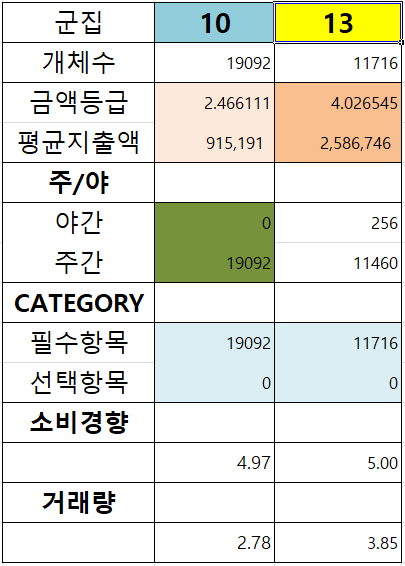 군집 10 13
개체수 19092 11716
금액등급 2.466111 4.026545
평균지출액 915,191 2,586,746
주/야
야간 0 256
주간 19092 11460
CATEGORY
필수항목 19092 11716
선택항목 0 0
소비경향
4.97 5.00
거래량
2.78 3.85